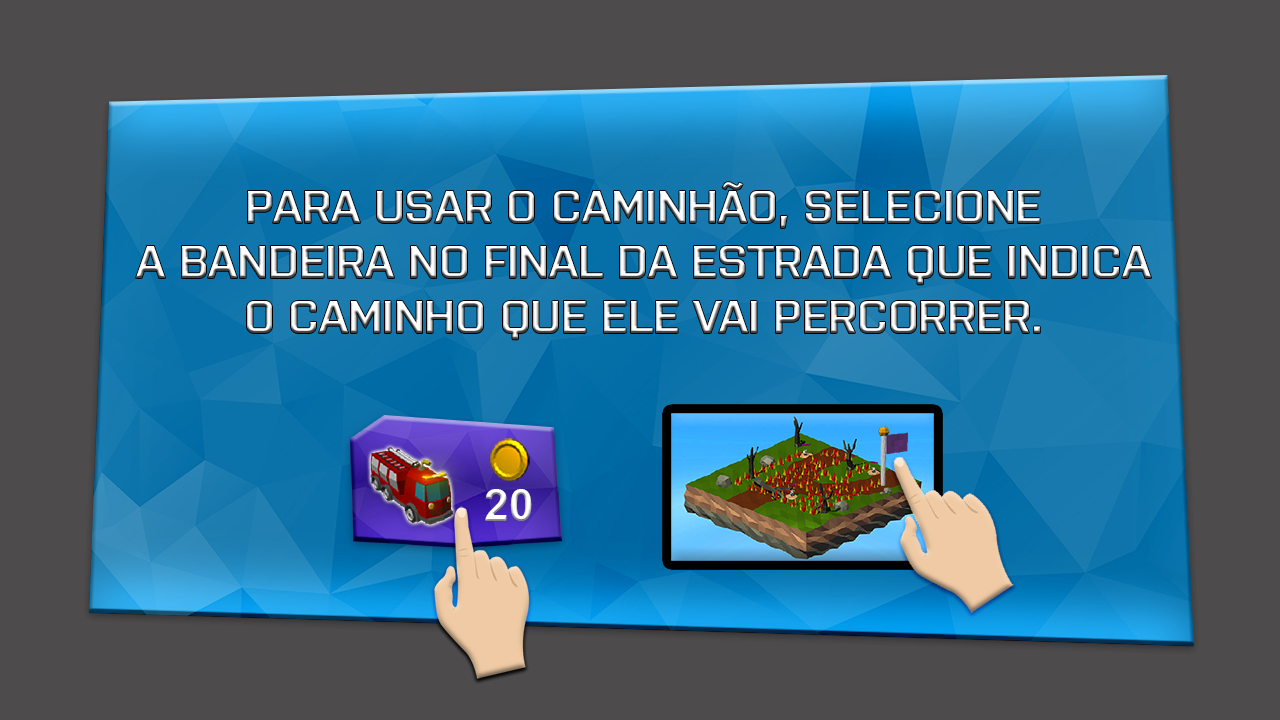 PARA USAR O CAMINHÃO, SELECIONE
A BANDEIRA NO FINAL DA ESTRADA QUE INDICA
O CAMINHO QUE ELE VAI PERCORRER.
20